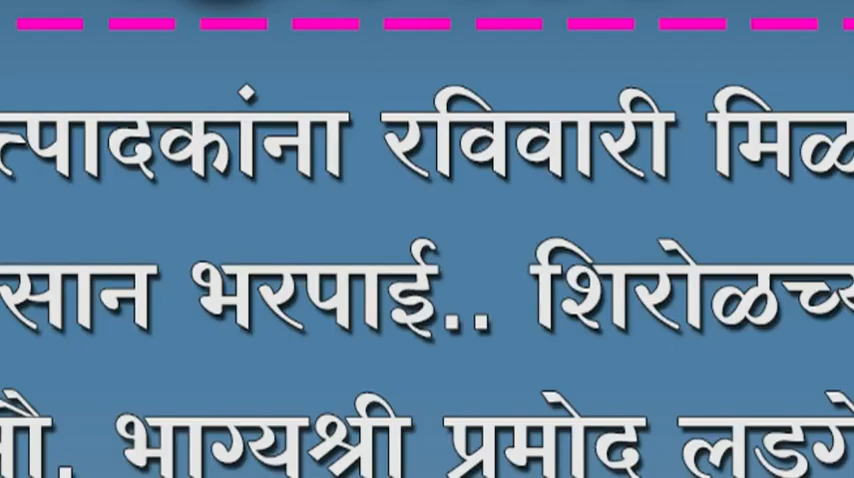 त्पादकांना रविवारी मिळ
सान भरपाई.. शिरोळच्य
सौ. भाग्यश्री प्रमोद लडगे